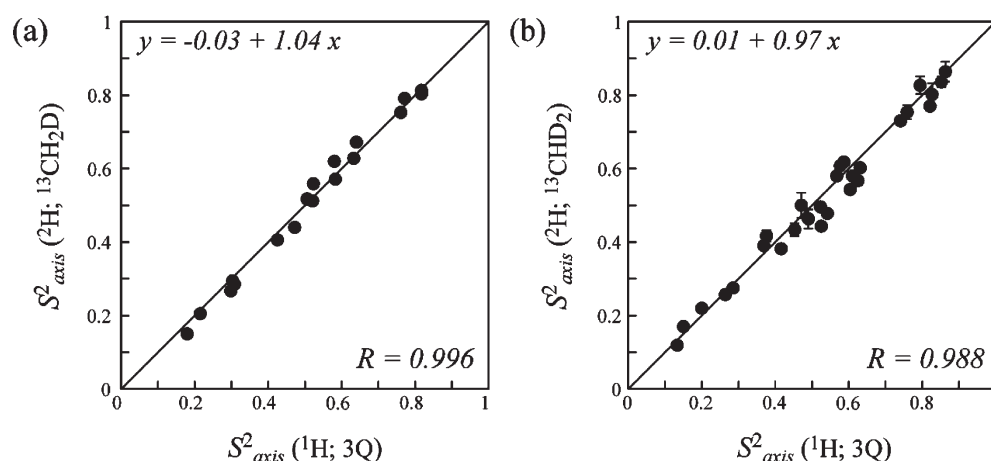 (a)
y = -0.03 + 1.04 x
R = 0.996
S²axis (²H; ¹³CH₂D)
1
0.8
0.6
0.4
0.2
0
0 0.2 0.4 0.6 0.8 1
S²axis (¹H; 3Q)
(b)
y = 0.01 + 0.97 x
R = 0.988
S²axis (²H; ¹³CHD₂)
1
0.8
0.6
0.4
0.2
0
0 0.2 0.4 0.6 0.8
S²axis (¹H; 3Q)